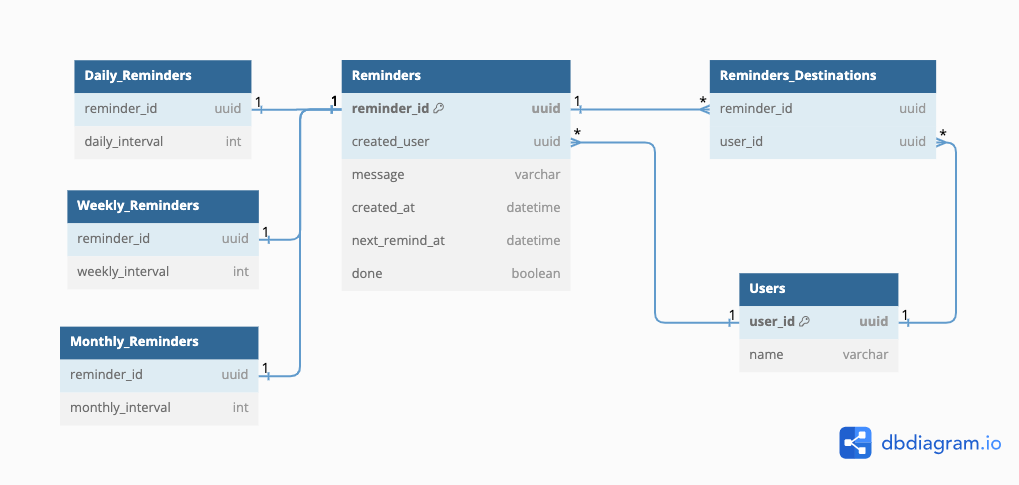 Daily_Reminders
reminder_id uuid
daily_interval int
1
Weekly_Reminders
reminder_id uuid
weekly_interval int
1
Monthly_Reminders
reminder_id uuid
monthly_interval int
1
1
Reminders
reminder_id uuid
created_user uuid
message varchar
created_at datetime
next_remind_at datetime
done boolean
1
*
Reminders_Destinations
reminder_id uuid
user_id uuid
*
*
Users
user_id uuid
name varchar
1
1
dbdiagram.io